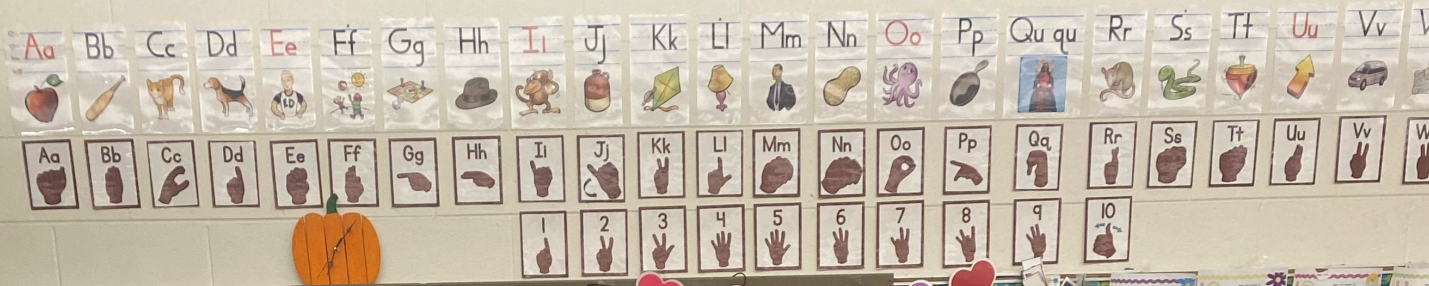 Aa Bb Cc Dd Ee Ff Gg Hh Ii Jj Kk Ll Mm Nn Oo Pp Qu qu Rr Ss Tt Uu Vv
BD
Aa Bb Cc Dd Ee Ff Gg Hh Ii Jj Kk Ll Mm Nn Oo Pp Qq Rr Ss Tt Uu Vv W
1 2 3 4 5 6 7 8 9 10